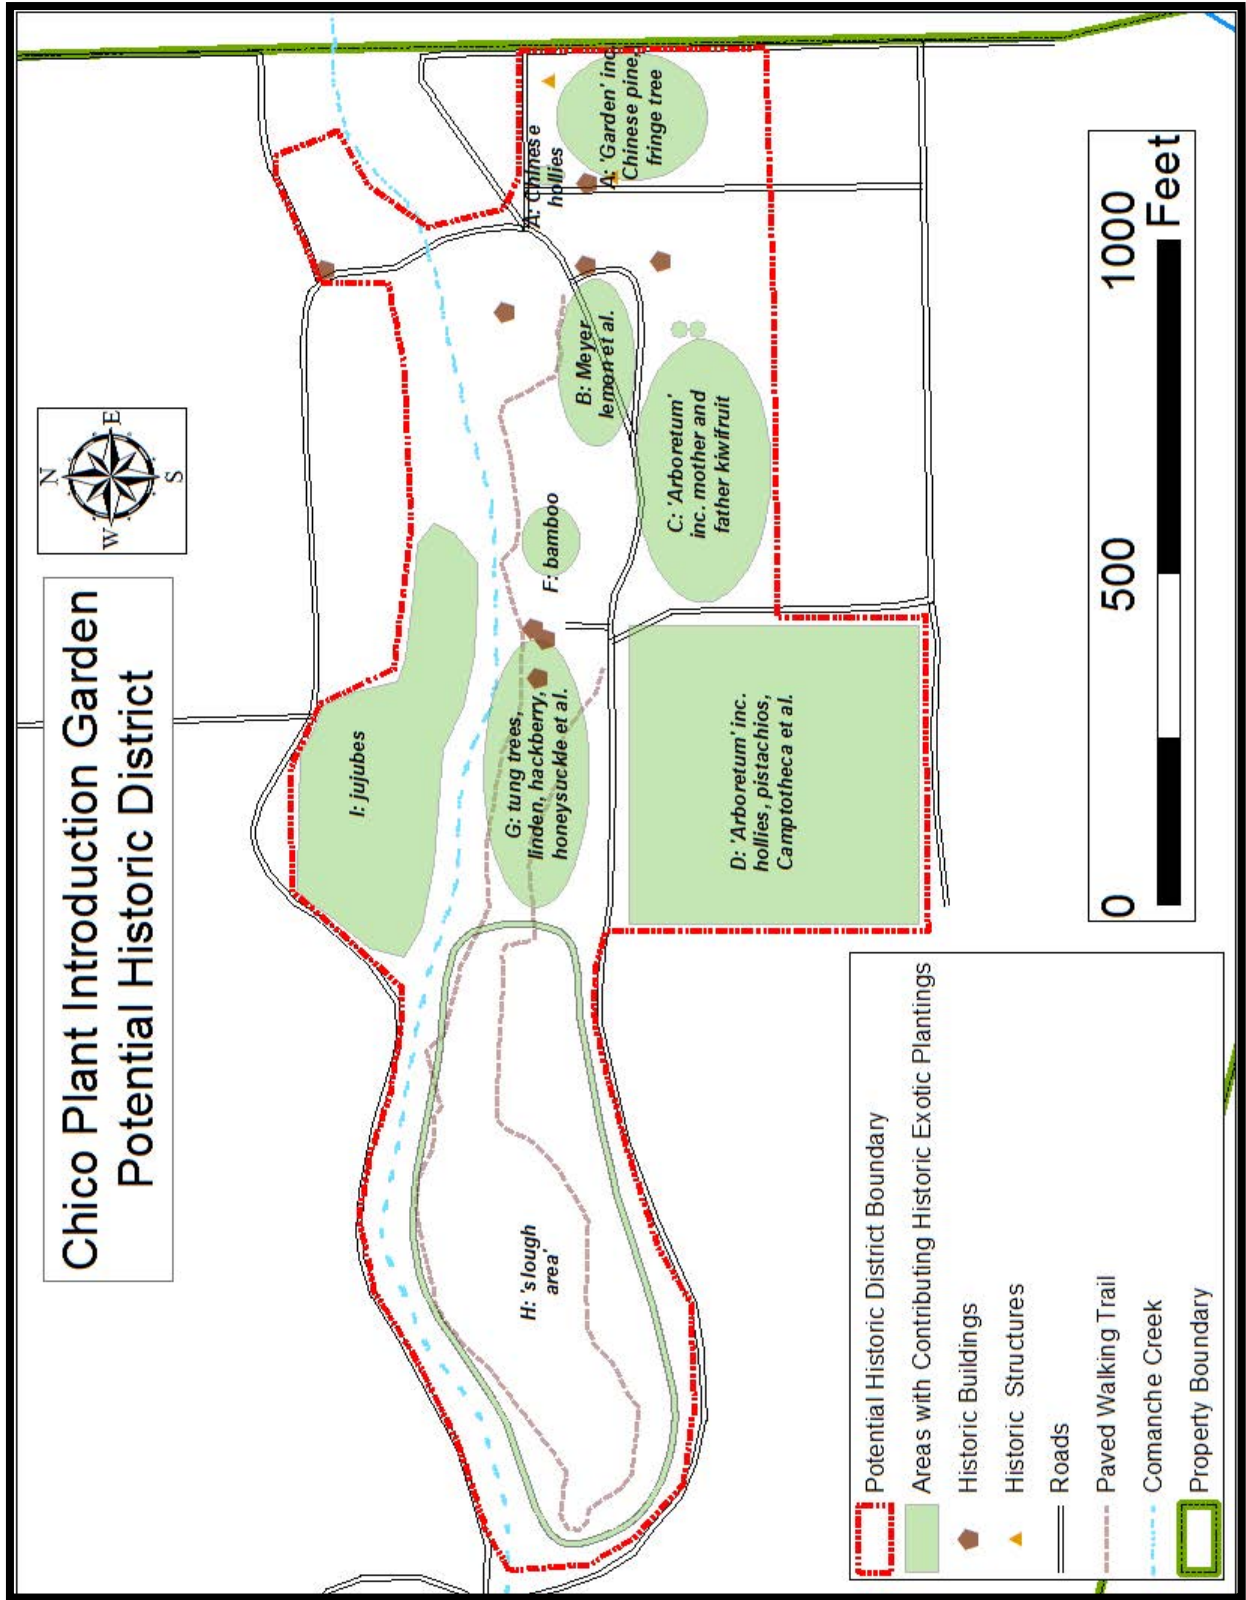 Chico Plant Introduction Garden
Potential Historic District
N
W
E
S
I: jujubes
G: tung trees,
linden, hackberry,
honeysuckle et al.
H: 'slough
area'
F: bamboo
B: Meyer
lemon et al.
A: Chinese
hollies
A: 'Garden' inc.
Chinese pine,
fringe tree
C: 'Arboretum'
inc. mother and
father kiwifruit
D: 'Arboretum' inc.
hollies, pistachios,
Camptotheca et al.
Potential Historic District Boundary
Areas with Contributing Historic Exotic Plantings
Historic Buildings
Historic Structures
Roads
Paved Walking Trail
Comanche Creek
Property Boundary
0
500
1000
Feet